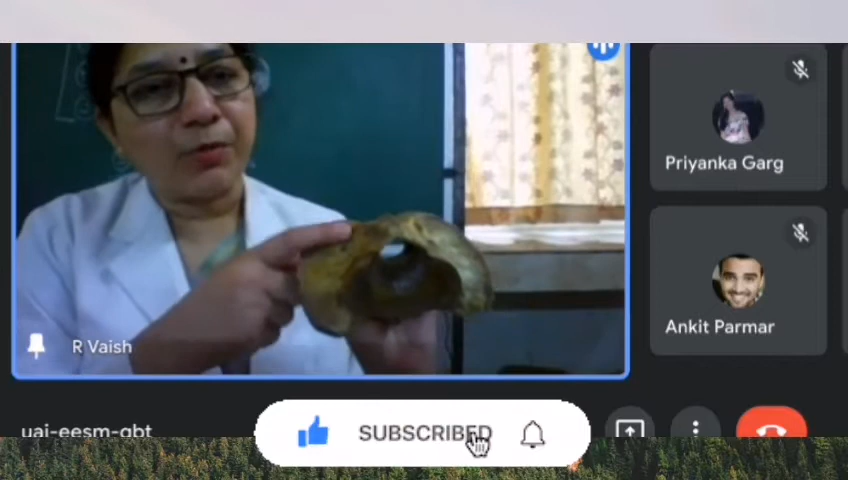 Priyanka Garg
Ankit Parmar
R Vaish
uai-eesm-gbt
SUBSCRIBED